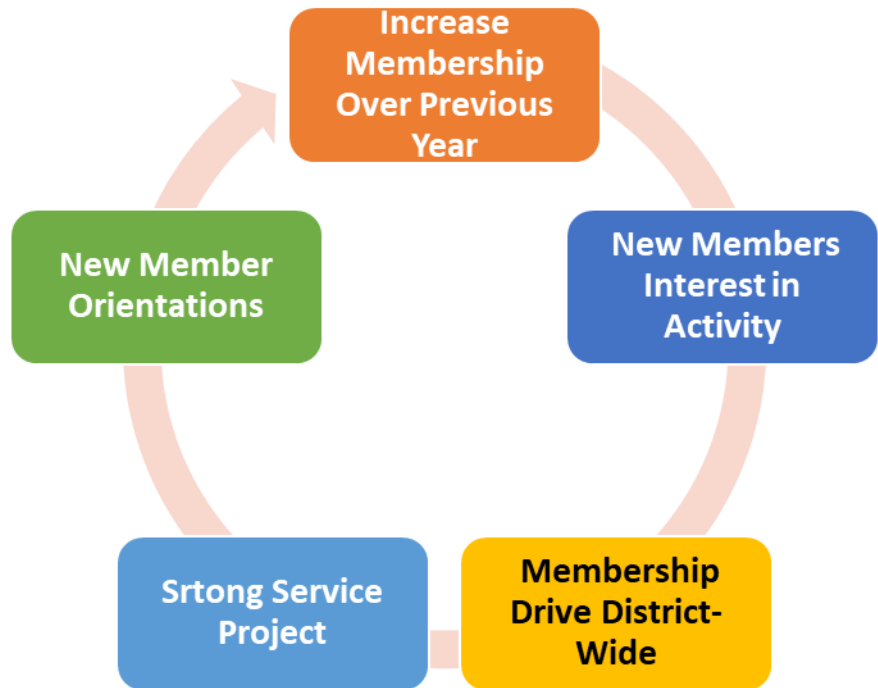 Increase
Membership
Over Previous
Year
New Members
Interest in
Activity
Membership
Drive District-
Wide
Srtong Service
Project
New Member
Orientations